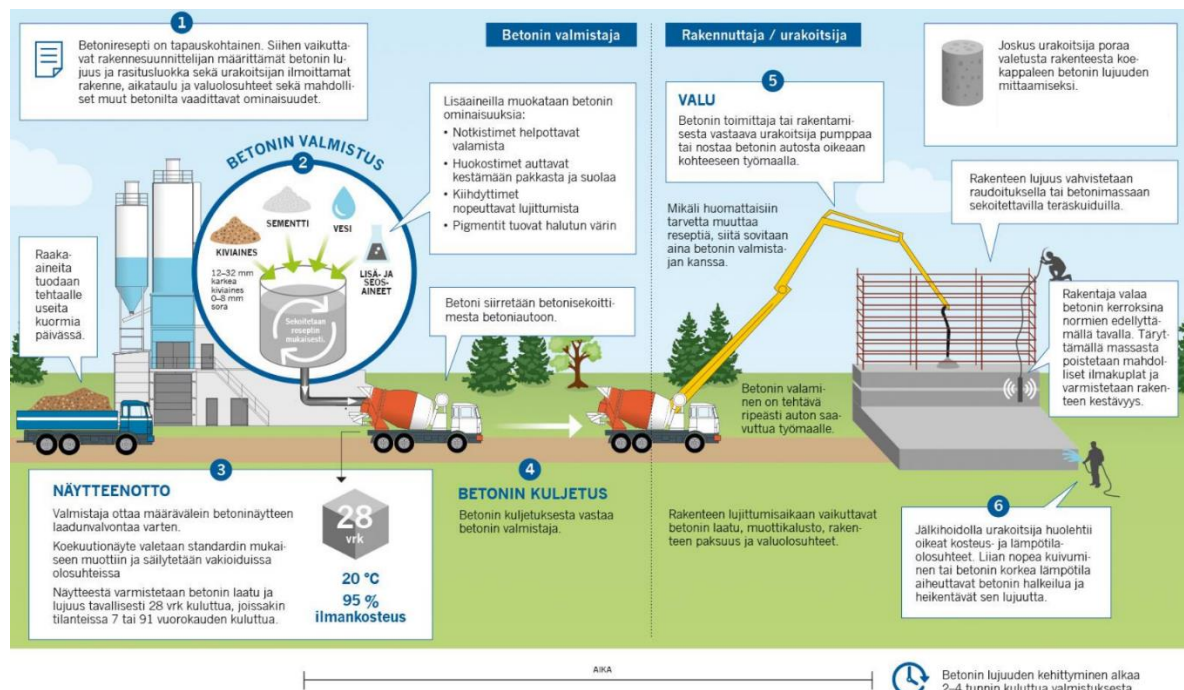 1
Betoniresepti on tapauskohtainen. Siihen vaikutta-
vat rakennesuunnittelijan määrittämät betonin lu-
juus ja rasitusluokka sekä urakoitsijan ilmoittamat
rakenne, aikataulu ja valuolosuhteet sekä mahdolli-
set muut betonilta vaadittavat ominaisuudet.
Betonin valmistaja
Rakennuttaja / urakoitsija
BETONIN VALMISTUS
2
KIVIAINES
SEMENTTI
VESI
LISÄ- JA
SEOS-
AINEET
12–32 mm
karkea
kiviaines
0–8 mm
sora
Sekoitetaan
reseptin
mukaisesti.
Raaka-
aineita
tuodaan
tehtaalle
useita
kuormia
päivässä.
Lisäaineilla muokataan betonin
ominaisuuksia:
• Notkistimet helpottavat
valamista
• Huokostimet auttavat
kestämään pakkasta ja suolaa
• Kiihdyttimet
nopeuttavat lujittumista
• Pigmentit tuovat halutun värin
Betoni siirretään betonisekoitti-
mesta betoniautoon.
3
NÄYTTEENOTTO
Valmistaja ottaa määrävälein betoninäytteen
laadunvalvontaa varten.
Koekuutionäyte valetaan standardin mukai-
seen muottiin ja säilytetään vakioiduissa
olosuhteissa
Näytteestä varmistetaan betonin laatu ja
lujuus tavallisesti 28 vrk kuluttua, joissakin
tilanteissa 7 tai 91 vuorokauden kuluttua.
28
vrk
20 °C
95 %
ilmankosteus
4
BETONIN KULJETUS
Betonin kuljetuksesta vastaa
betonin valmistaja.
5
VALU
Betonin toimittaja tai rakentami-
sesta vastaava urakoitsija pumppaa
tai nostaa betonin autosta oikeaan
kohteeseen työmaalla.
Mikäli huomattaisiin
tarvetta muuttaa
reseptiä, siitä sovitaan
aina betonin valmista-
jan kanssa.
Betonin valami-
nen on tehtävä
ripeästi auton saa-
vuttua työmaalle.
Rakenteen lujittumisaikaan vaikuttavat
betonin laatu, muottikalusto, raken-
teen paksuus ja valuolosuhteet.
Joskus urakoitsija poraa
valetusta rakenteesta koe-
kappaleen betonin lujuuden
mittaamiseksi.
Rakenteen lujuus vahvistetaan
raudoituksella tai betonimassaan
sekoitettavilla teräskuiduilla.
Rakentaja valaa
betonin kerroksina
normien edellyttä-
mällä tavalla. Täryt-
tämällä massasta
poistetaan mahdol-
liset ilmakuplat ja
varmistetaan raken-
teen kestävyys.
6
Jälkihoidolla urakoitsija huolehtii
oikeat kosteus- ja lämpötila-
olosuhteet. Liian nopea kuivumi-
nen tai betonin korkea lämpötila
aiheuttavat betonin halkeilua ja
heikentävät sen lujuutta.
AIKA
Betonin lujuuden kehittyminen alkaa
2–4 tunnin kuluttua valmistuksesta